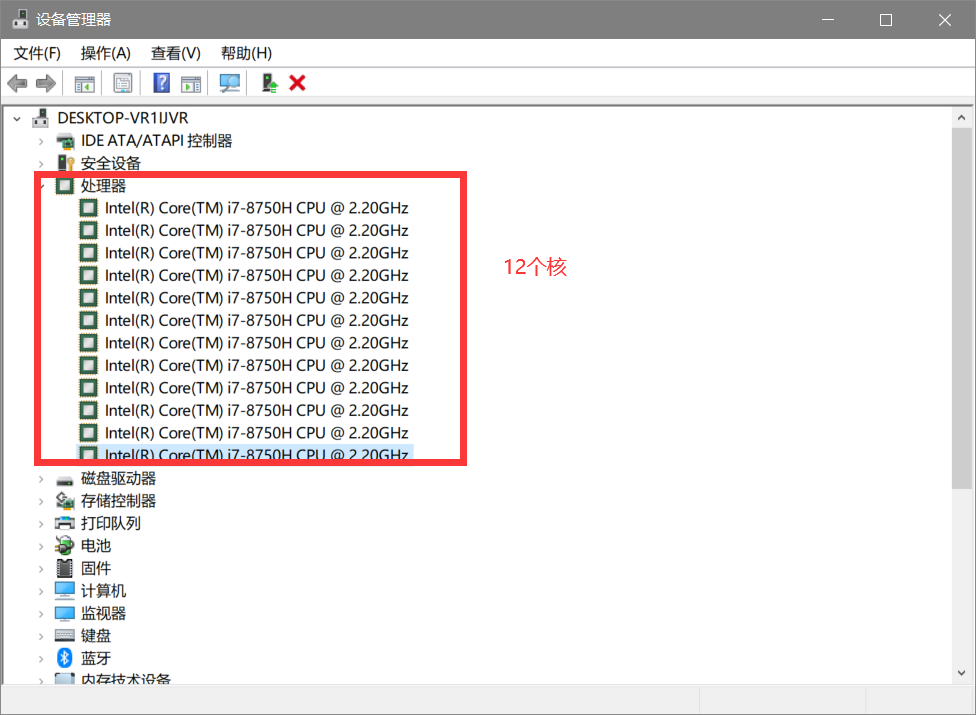 设备管理器
文件(F) 操作(A) 查看(V) 帮助(H)
DESKTOP-VR1IJVR
IDE ATA/ATAPI 控制器
安全设备
处理器
Intel(R) Core(TM) i7-8750H CPU @ 2.20GHz
Intel(R) Core(TM) i7-8750H CPU @ 2.20GHz
Intel(R) Core(TM) i7-8750H CPU @ 2.20GHz
12个核
Intel(R) Core(TM) i7-8750H CPU @ 2.20GHz
Intel(R) Core(TM) i7-8750H CPU @ 2.20GHz
Intel(R) Core(TM) i7-8750H CPU @ 2.20GHz
Intel(R) Core(TM) i7-8750H CPU @ 2.20GHz
Intel(R) Core(TM) i7-8750H CPU @ 2.20GHz
Intel(R) Core(TM) i7-8750H CPU @ 2.20GHz
Intel(R) Core(TM) i7-8750H CPU @ 2.20GHz
Intel(R) Core(TM) i7-8750H CPU @ 2.20GHz
Intel(R) Core(TM) i7-8750H CPU @ 2.20GHz
磁盘驱动器
存储控制器
打印队列
电池
固件
计算机
监视器
键盘
蓝牙
内存技术设备